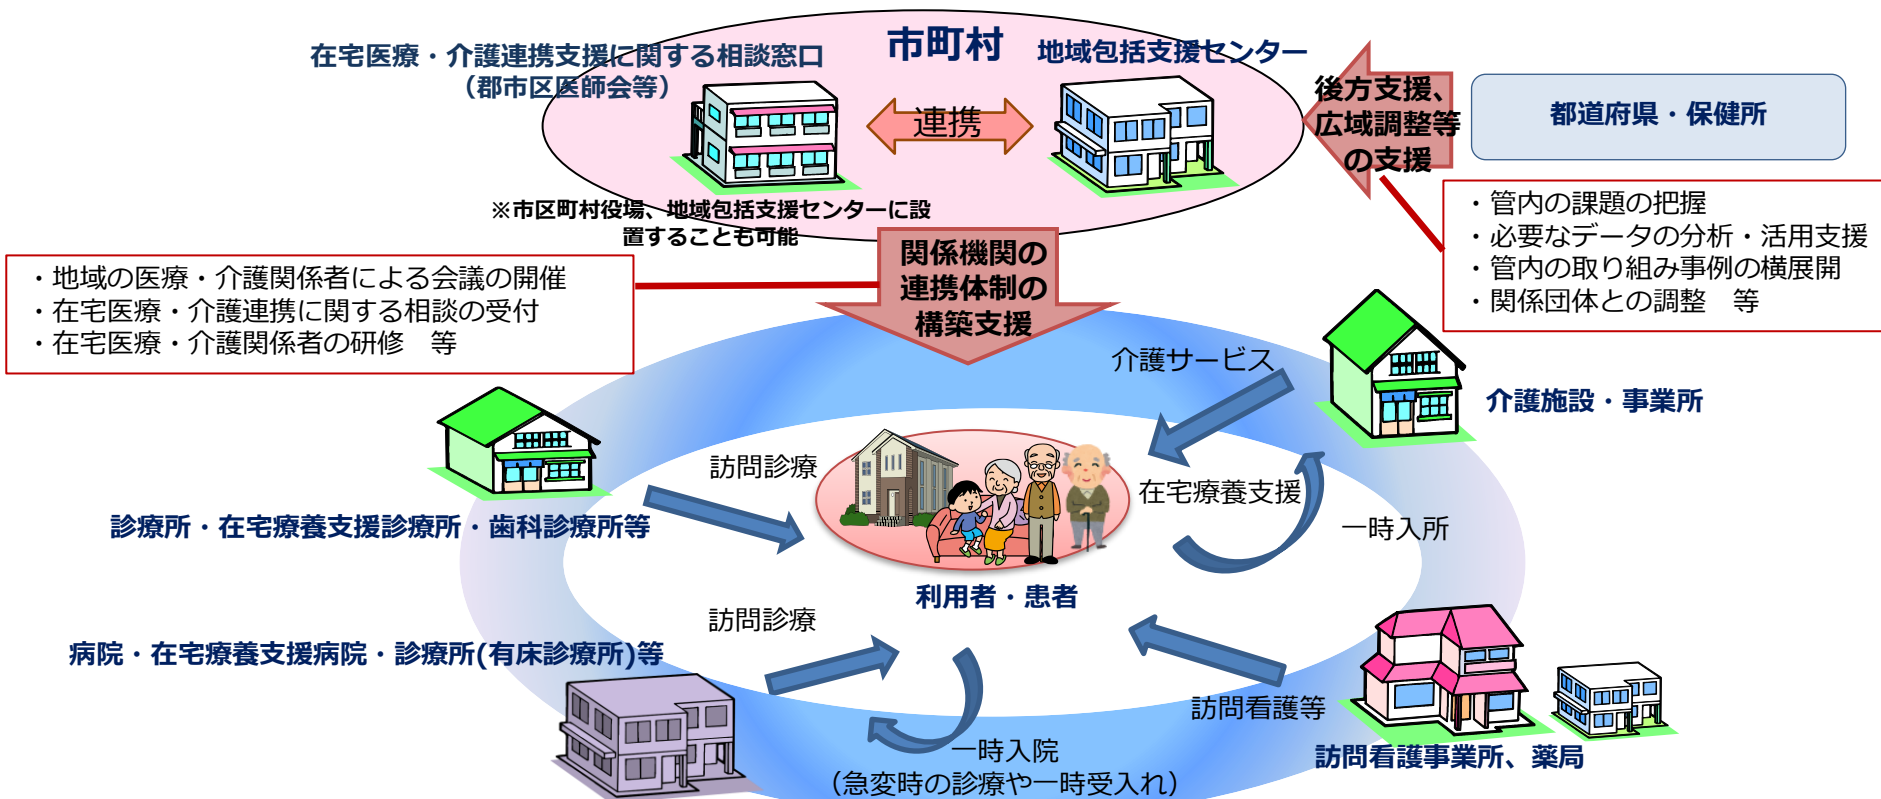 市町村
在宅医療・介護連携支援に関する相談窓口
（郡市区医師会等）
地域包括支援センター
連携
※市区町村役場、地域包括支援センターに設
置することも可能
後方支援、
広域調整等
の支援
都道府県・保健所
・管内の課題の把握
・必要なデータの分析・活用支援
・管内の取り組み事例の横展開
・関係団体との調整　等
関係機関の
連携体制の
構築支援
・地域の医療・介護関係者による会議の開催
・在宅医療・介護連携に関する相談の受付
・在宅医療・介護関係者の研修　等
介護サービス
介護施設・事業所
訪問診療
在宅療養支援
一時入所
診療所・在宅療養支援診療所・歯科診療所等
利用者・患者
訪問診療
病院・在宅療養支援病院・診療所(有床診療所)等
訪問看護等
一時入院
（急変時の診療や一時受入れ）
訪問看護事業所、薬局